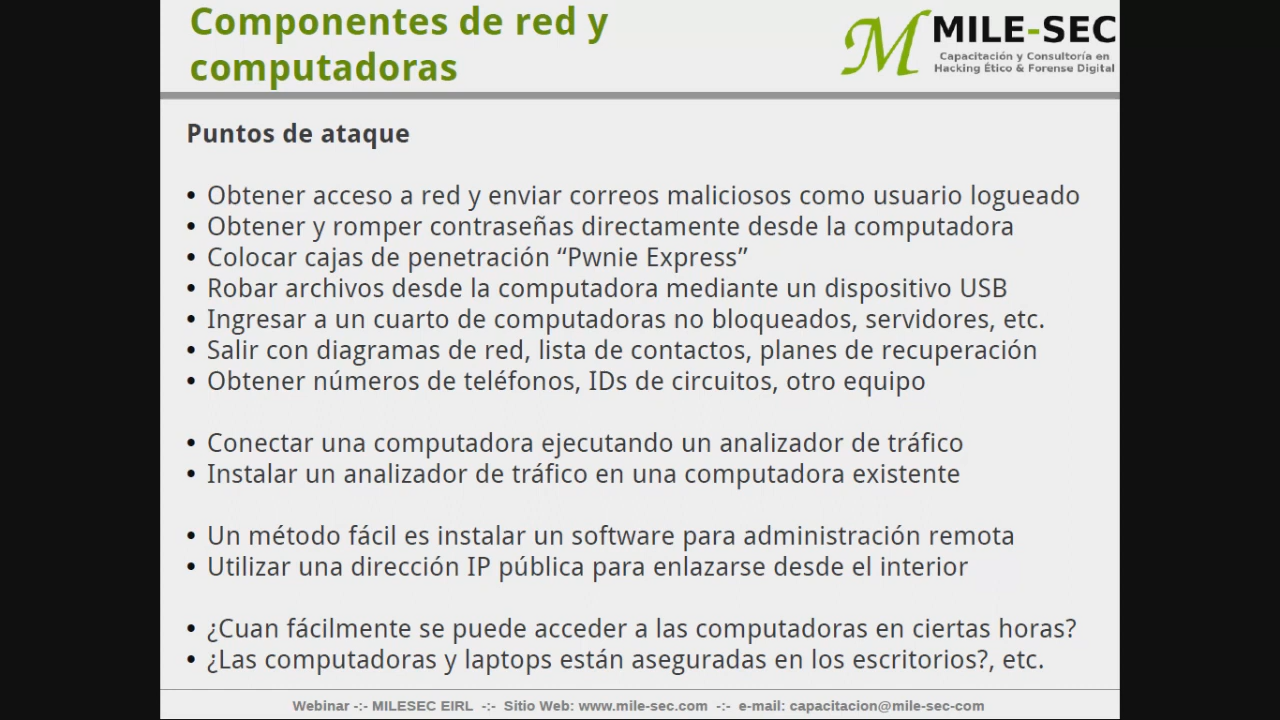 Componentes de red y
computadoras
M MILE-SEC
Capacitación y Consultoría en
Hacking Ético & Forense Digital
Puntos de ataque
• Obtener acceso a red y enviar correos maliciosos como usuario logueado
• Obtener y romper contraseñas directamente desde la computadora
• Colocar cajas de penetración “Pwnie Express”
• Robar archivos desde la computadora mediante un dispositivo USB
• Ingresar a un cuarto de computadoras no bloqueados, servidores, etc.
• Salir con diagramas de red, lista de contactos, planes de recuperación
• Obtener números de teléfonos, IDs de circuitos, otro equipo
• Conectar una computadora ejecutando un analizador de tráfico
• Instalar un analizador de tráfico en una computadora existente
• Un método fácil es instalar un software para administración remota
• Utilizar una dirección IP pública para enlazarse desde el interior
• ¿Cuan fácilmente se puede acceder a las computadoras en ciertas horas?
• ¿Las computadoras y laptops están aseguradas en los escritorios?, etc.
Webinar -:- MILESEC EIRL -:- Sitio Web: www.mile-sec.com -:- e-mail: capacitacion@mile-sec-com